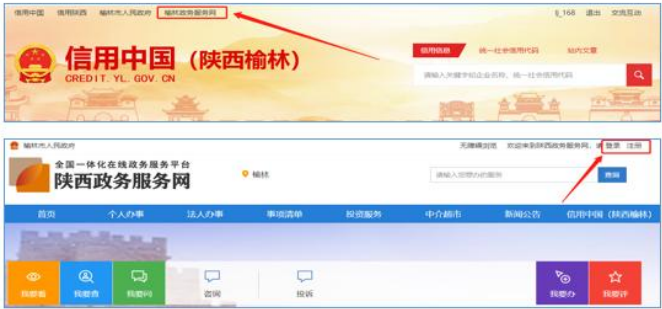 信用中国 信用陕西 榆林市人民政府 榆林政务服务网 退出 交流互动
信用中国（陕西榆林）
CREDIT. YL. GOV. CN
信用信息 统一社会信用代码 站内文章
请输入关键字如企业名称、统一社会信用代码
榆林市人民政府 无障碍浏览 欢迎来到陕西政务服务网，请 登录 注册
全国一体化在线政务服务平台
陕西政务服务网
榆林
请输入您想办的服务 查询
首页 个人办事 法人办事 事项清单 投资服务 中介超市 新闻公告 信用中国（陕西榆林）
我要看 我要查 我要问 咨询 投诉 我要办 我要评